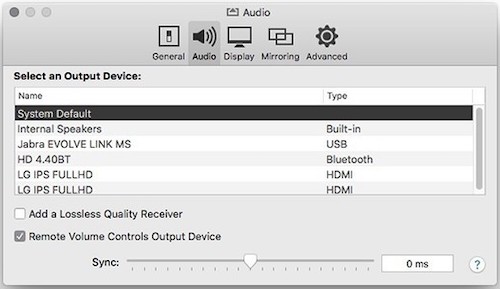 Audio
General Audio Display Mirroring Advanced
Select an Output Device:
Name Type
System Default
Internal Speakers Built-in
Jabra EVOLVE LINK MS USB
HD 4.40BT Bluetooth
LG IPS FULLHD HDMI
LG IPS FULLHD HDMI
Add a Lossless Quality Receiver
Remote Volume Controls Output Device
Sync: 0 ms ?